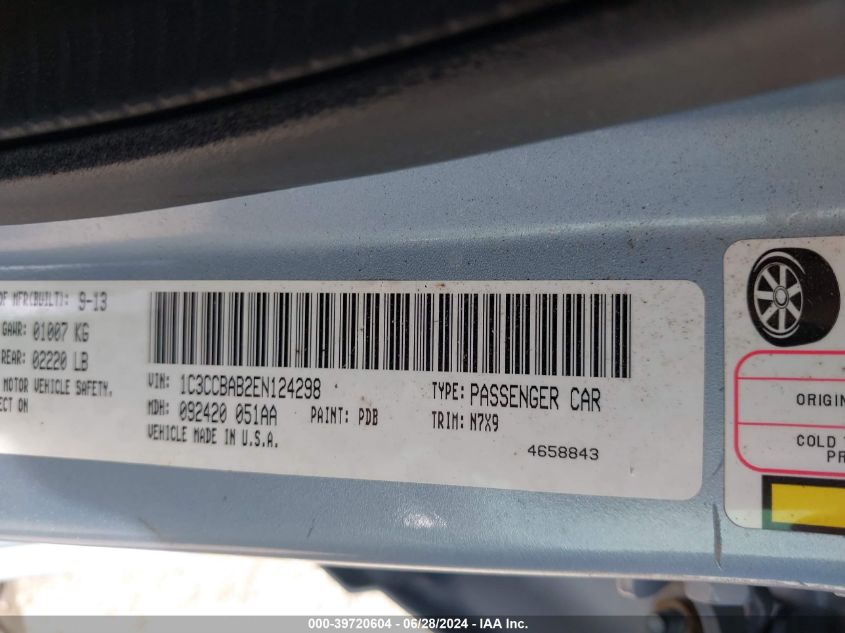 OF MFR(BUILT): 9-13
GAWR: 01007 KG
REAR: 02220 LB
MOTOR VEHICLE SAFETY,
ECT ON
VIN: 1C3CCBAB2EN124298
TYPE: PASSENGER CAR
MDH: 092420 051AA PAINT: PDB
TRIM: N7X9
VEHICLE MADE IN U.S.A.
4658843
ORIGIN
COLD
PR
000-39720604 - 06/28/2024 - IAA Inc.